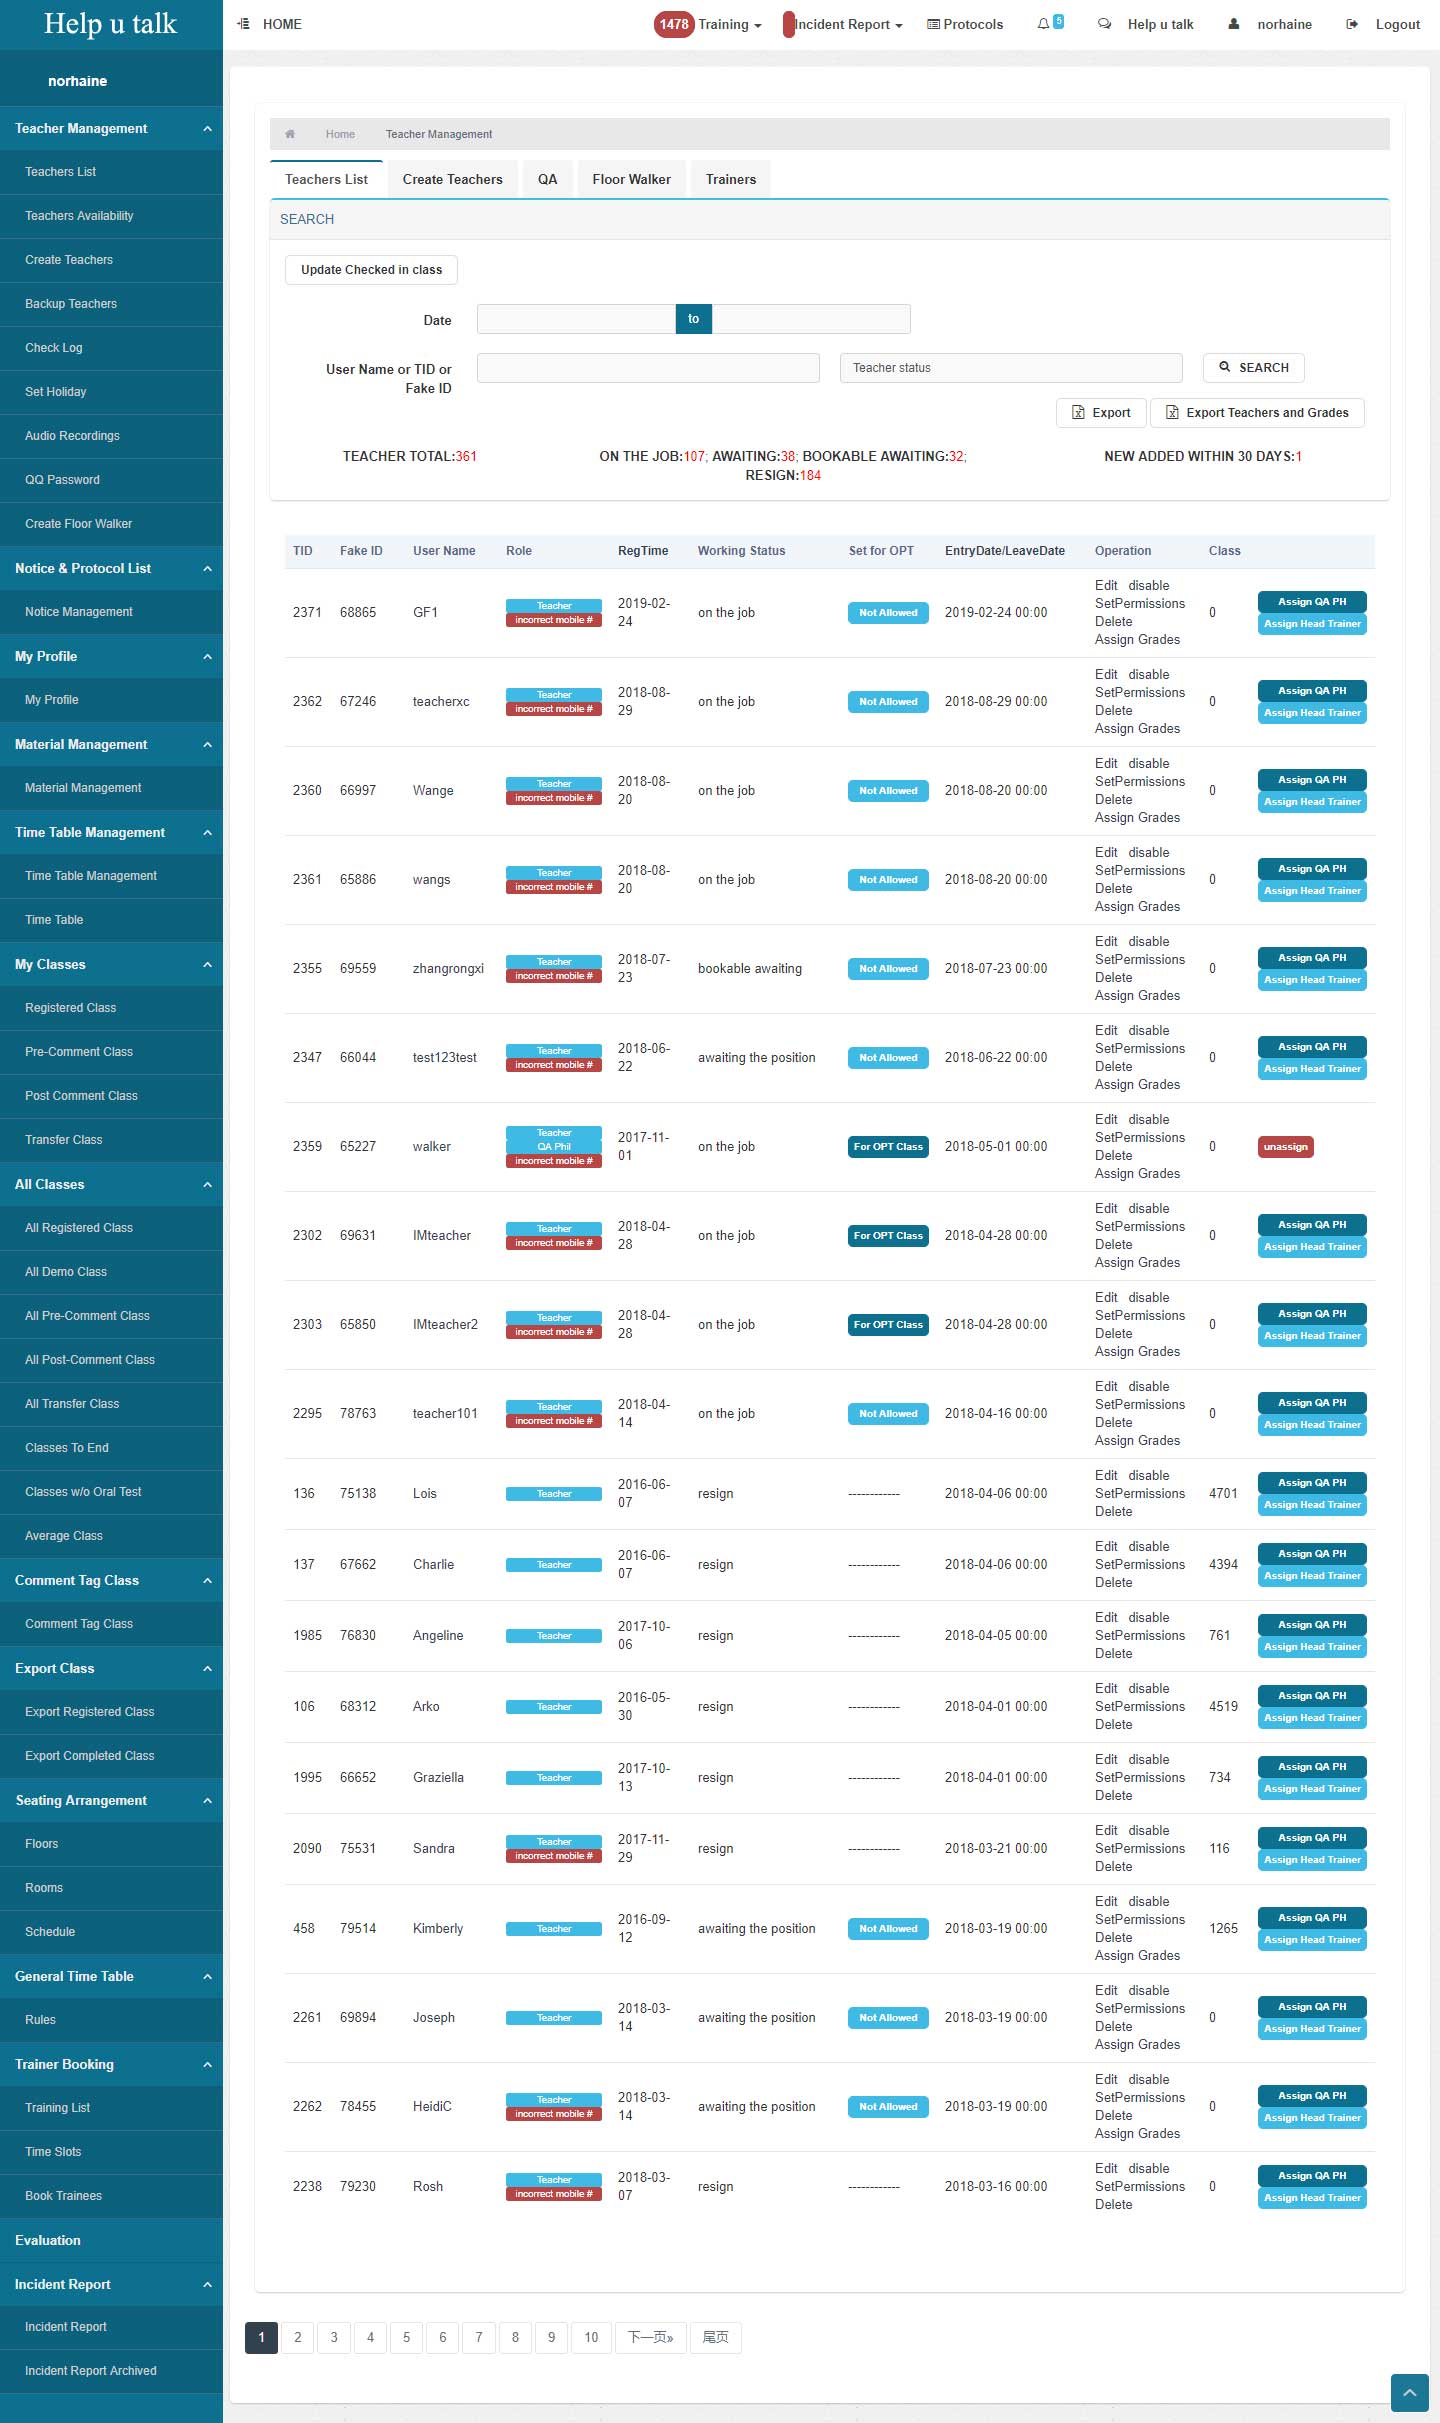 Help u talk
HOME
1478 Training
Incident Report
Protocols
5
Help u talk
norhaine
Logout
norhaine
Teacher Management
Teachers List
Teachers Availability
Create Teachers
Backup Teachers
Check Log
Set Holiday
Audio Recordings
QQ Password
Create Floor Walker
Notice & Protocol List
Notice Management
My Profile
My Profile
Material Management
Material Management
Time Table Management
Time Table Management
Time Table
My Classes
Registered Class
Pre-Comment Class
Post Comment Class
Transfer Class
All Classes
All Registered Class
All Demo Class
All Pre-Comment Class
All Post-Comment Class
All Transfer Class
Classes To End
Classes w/o Oral Test
Average Class
Comment Tag Class
Comment Tag Class
Export Class
Export Registered Class
Export Completed Class
Seating Arrangement
Floors
Rooms
Schedule
General Time Table
Rules
Trainer Booking
Training List
Time Slots
Book Trainees
Evaluation
Incident Report
Incident Report
Incident Report Archived
Home Teacher Management
Teachers List Create Teachers QA Floor Walker Trainers
SEARCH
Update Checked in class
Date to
User Name or TID or
Fake ID
Teacher status
SEARCH
Export Export Teachers and Grades
TEACHER TOTAL:361
ON THE JOB:107; AWAITING:38; BOOKABLE AWAITING:32;
RESIGN:184
NEW ADDED WITHIN 30 DAYS:1
TID Fake ID User Name Role RegTime Working Status Set for OPT EntryDate/LeaveDate Operation Class
2371 68865 GF1 Teacher incorrect mobile # 2019-02-24 on the job Not Allowed 2019-02-24 00:00 Edit disable SetPermissions Delete Assign Grades 0 Assign QA PH Assign Head Trainer
2362 67246 teacherxc Teacher incorrect mobile # 2018-08-29 on the job Not Allowed 2018-08-29 00:00 Edit disable SetPermissions Delete Assign Grades 0 Assign QA PH Assign Head Trainer
2360 66997 Wange Teacher incorrect mobile # 2018-08-20 on the job Not Allowed 2018-08-20 00:00 Edit disable SetPermissions Delete Assign Grades 0 Assign QA PH Assign Head Trainer
2361 65886 wangs Teacher incorrect mobile # 2018-08-20 on the job Not Allowed 2018-08-20 00:00 Edit disable SetPermissions Delete Assign Grades 0 Assign QA PH Assign Head Trainer
2355 69559 zhangrongxi Teacher incorrect mobile # 2018-07-23 bookable awaiting Not Allowed 2018-07-23 00:00 Edit disable SetPermissions Delete Assign Grades 0 Assign QA PH Assign Head Trainer
2347 66044 test123test Teacher incorrect mobile # 2018-06-22 awaiting the position Not Allowed 2018-06-22 00:00 Edit disable SetPermissions Delete Assign Grades 0 Assign QA PH Assign Head Trainer
2359 65227 walker Teacher QA Phil incorrect mobile # 2017-11-01 on the job For OPT Class 2018-05-01 00:00 Edit disable SetPermissions Delete Assign Grades 0 unassign
2302 69631 IMteacher Teacher incorrect mobile # 2018-04-28 on the job For OPT Class 2018-04-28 00:00 Edit disable SetPermissions Delete Assign Grades 0 Assign QA PH Assign Head Trainer
2303 65850 IMteacher2 Teacher incorrect mobile # 2018-04-28 on the job For OPT Class 2018-04-28 00:00 Edit disable SetPermissions Delete Assign Grades 0 Assign QA PH Assign Head Trainer
2295 78763 teacher101 Teacher incorrect mobile # 2018-04-14 on the job Not Allowed 2018-04-16 00:00 Edit disable SetPermissions Delete Assign Grades 0 Assign QA PH Assign Head Trainer
136 75138 Lois Teacher 2016-06-07 resign ------------ 2018-04-06 00:00 Edit disable SetPermissions Delete 4701 Assign QA PH Assign Head Trainer
137 67662 Charlie Teacher 2016-06-07 resign ------------ 2018-04-06 00:00 Edit disable SetPermissions Delete 4394 Assign QA PH Assign Head Trainer
1985 76830 Angeline Teacher 2017-10-06 resign ------------ 2018-04-05 00:00 Edit disable SetPermissions Delete 761 Assign QA PH Assign Head Trainer
106 68312 Arko Teacher 2016-05-30 resign ------------ 2018-04-01 00:00 Edit disable SetPermissions Delete 4519 Assign QA PH Assign Head Trainer
1995 66652 Graziella Teacher 2017-10-13 resign ------------ 2018-04-01 00:00 Edit disable SetPermissions Delete 734 Assign QA PH Assign Head Trainer
2090 75531 Sandra Teacher incorrect mobile # 2017-11-29 resign ------------ 2018-03-21 00:00 Edit disable SetPermissions Delete 116 Assign QA PH Assign Head Trainer
458 79514 Kimberly Teacher 2016-09-12 awaiting the position Not Allowed 2018-03-19 00:00 Edit disable SetPermissions Delete Assign Grades 1265 Assign QA PH Assign Head Trainer
2261 69894 Joseph Teacher 2018-03-14 awaiting the position Not Allowed 2018-03-19 00:00 Edit disable SetPermissions Delete Assign Grades 0 Assign QA PH Assign Head Trainer
2262 78455 HeidiC Teacher incorrect mobile # 2018-03-14 awaiting the position Not Allowed 2018-03-19 00:00 Edit disable SetPermissions Delete Assign Grades 0 Assign QA PH Assign Head Trainer
2238 79230 Rosh Teacher incorrect mobile # 2018-03-07 resign ------------ 2018-03-16 00:00 Edit disable SetPermissions Delete 0 Assign QA PH Assign Head Trainer
1 2 3 4 5 6 7 8 9 10 下一页» 尾页